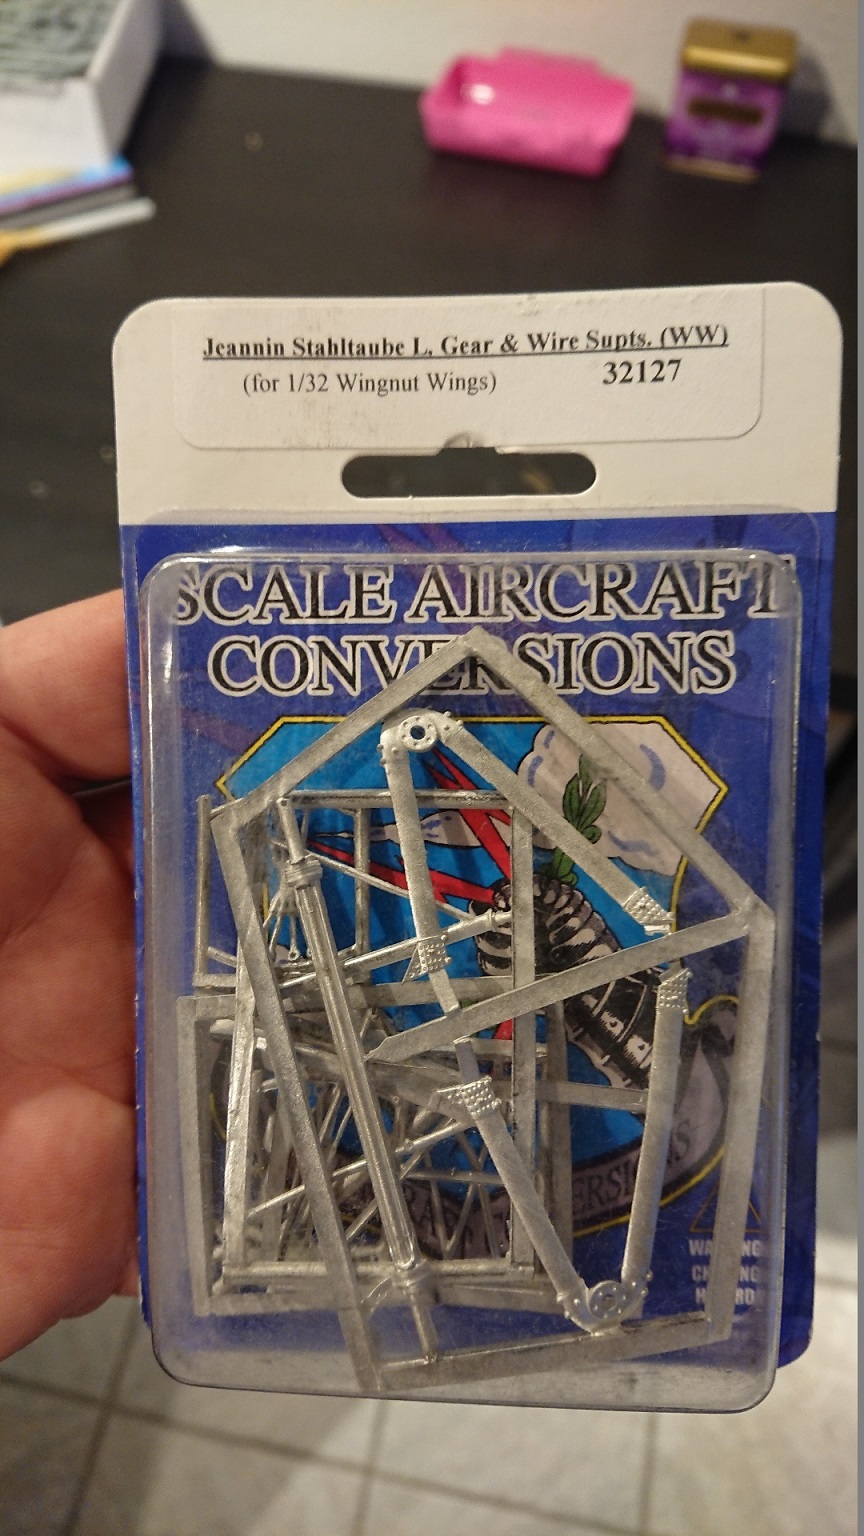 Jeannin Stahltaube L. Gear & Wire Supts. (WW)
(for 1/32 Wingnut Wings) 32127
SCALE AIRCRAFT
CONVERSIONS